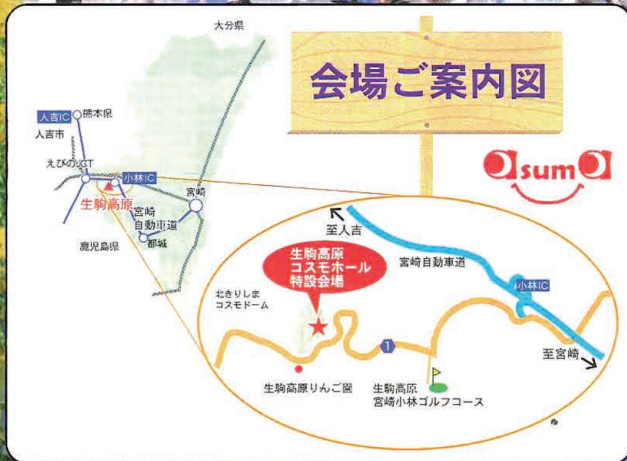 大分県
会場ご案内図
人吉IC
熊本県
人吉市
えびのJCT
小林IC
生駒高原
宮崎
宮崎
自動車道
都城
鹿児島県
asuma
至人吉
宮崎自動車道
生駒高原
コスモホール
特設会場
小林IC
北きりしま
コスモドーム
1
至宮崎
生駒高原りんご園
生駒高原
宮崎小林ゴルフコース